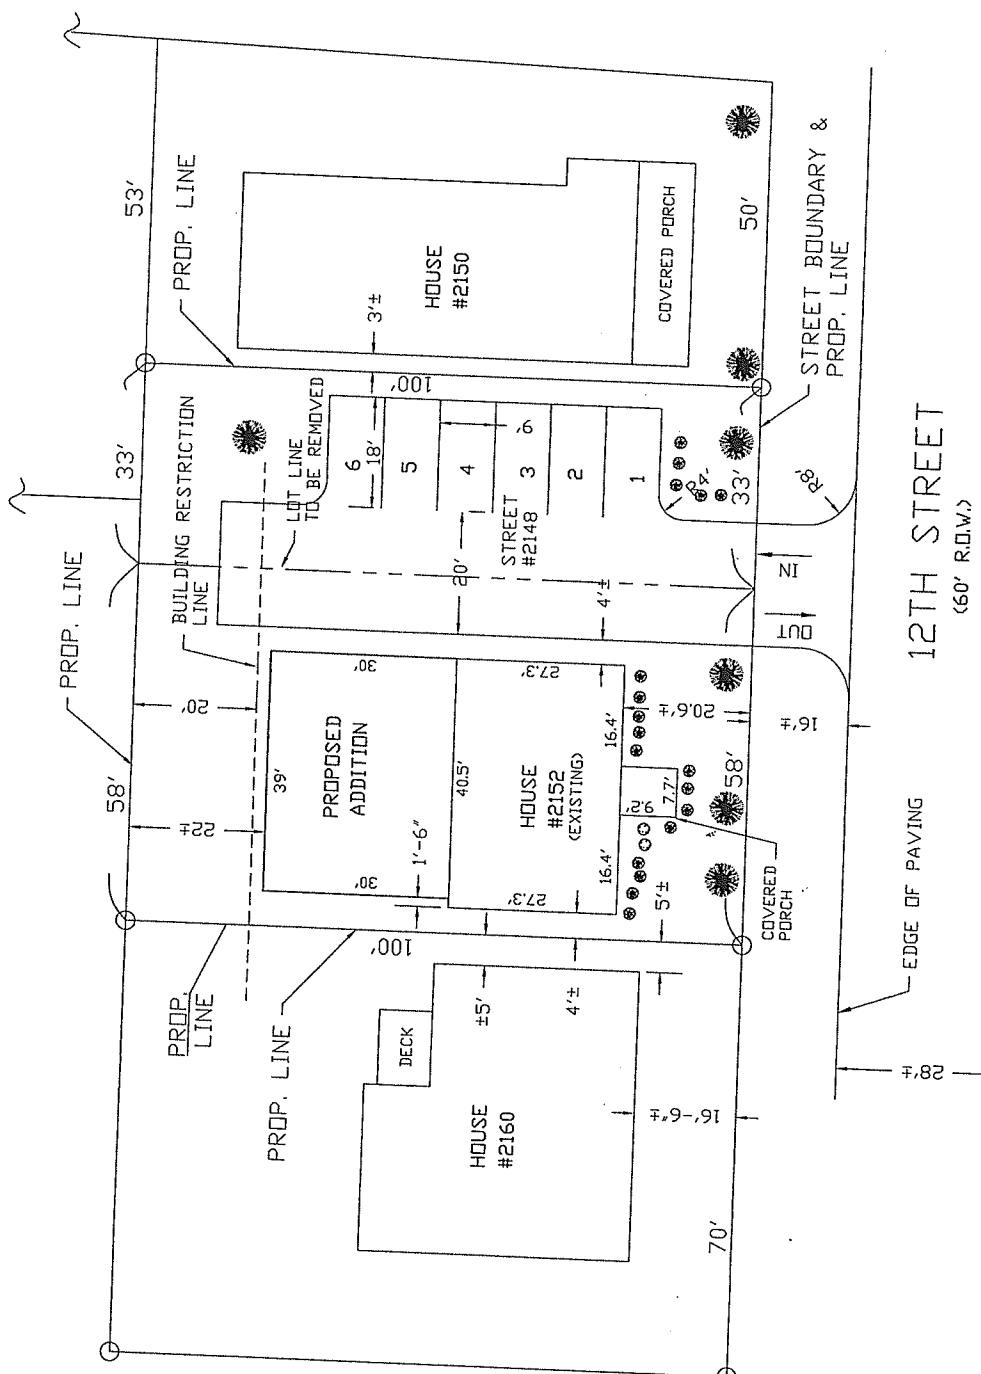 53'
PROP. LINE
HOUSE
#2150
COVERED PORCH
3'±
50'
STREET BOUNDARY &
PROP. LINE
100'
33'
BUILDING RESTRICTION
LINE
LOT LINE
TO BE REMOVED
6
18'
5
4
9'
3
2
1
STREET
#2148
20'
4'±
R4'
33'
R8'
IN
OUT
12TH STREET
(60' R.O.W.)
PROP. LINE
58'
20'
22±
30'
39'
PROPOSED
ADDITION
30'
1'-6"
40.5'
27.3'
HOUSE
#2152
(EXISTING)
27.3'
16.4'
16.4'
9.2'
7.7'
20.6'±
58'
16'±
5'±
COVERED
PORCH
EDGE OF PAVING
28'±
PROP.
LINE
100'
PROP. LINE
DECK
±5'
4'±
HOUSE
#2160
16'-6"±
70'